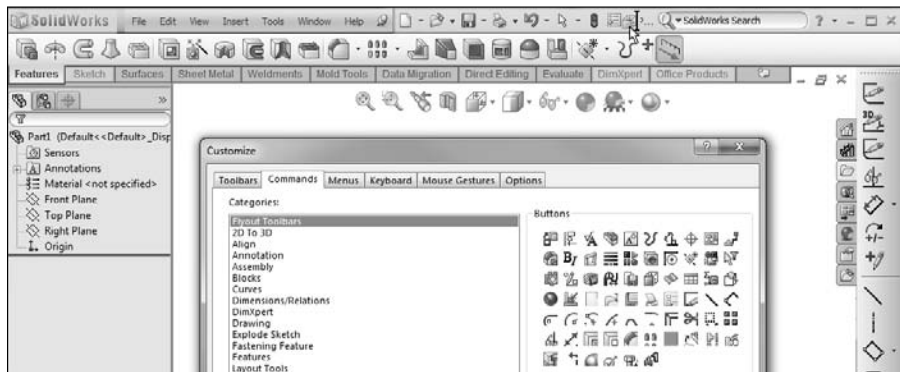 SolidWorks File Edit View Insert Tools Window Help SolidWorks Search
Features Sketch Surfaces Sheet Metal Weldments Mold Tools Data Migration Direct Editing Evaluate DimXpert Office Products
Part1 (Default<<Default>_Disp
Sensors
Annotations
Material <not specified>
Front Plane
Top Plane
Right Plane
Origin
Customize
Toolbars Commands Menus Keyboard Mouse Gestures Options
Categories:
Flyout Toolbars
2D To 3D
Align
Annotation
Assembly
Blocks
Curves
Dimensions/Relations
DimXpert
Drawing
Explode Sketch
Fastening Feature
Features
Layout Tools
Buttons
3D